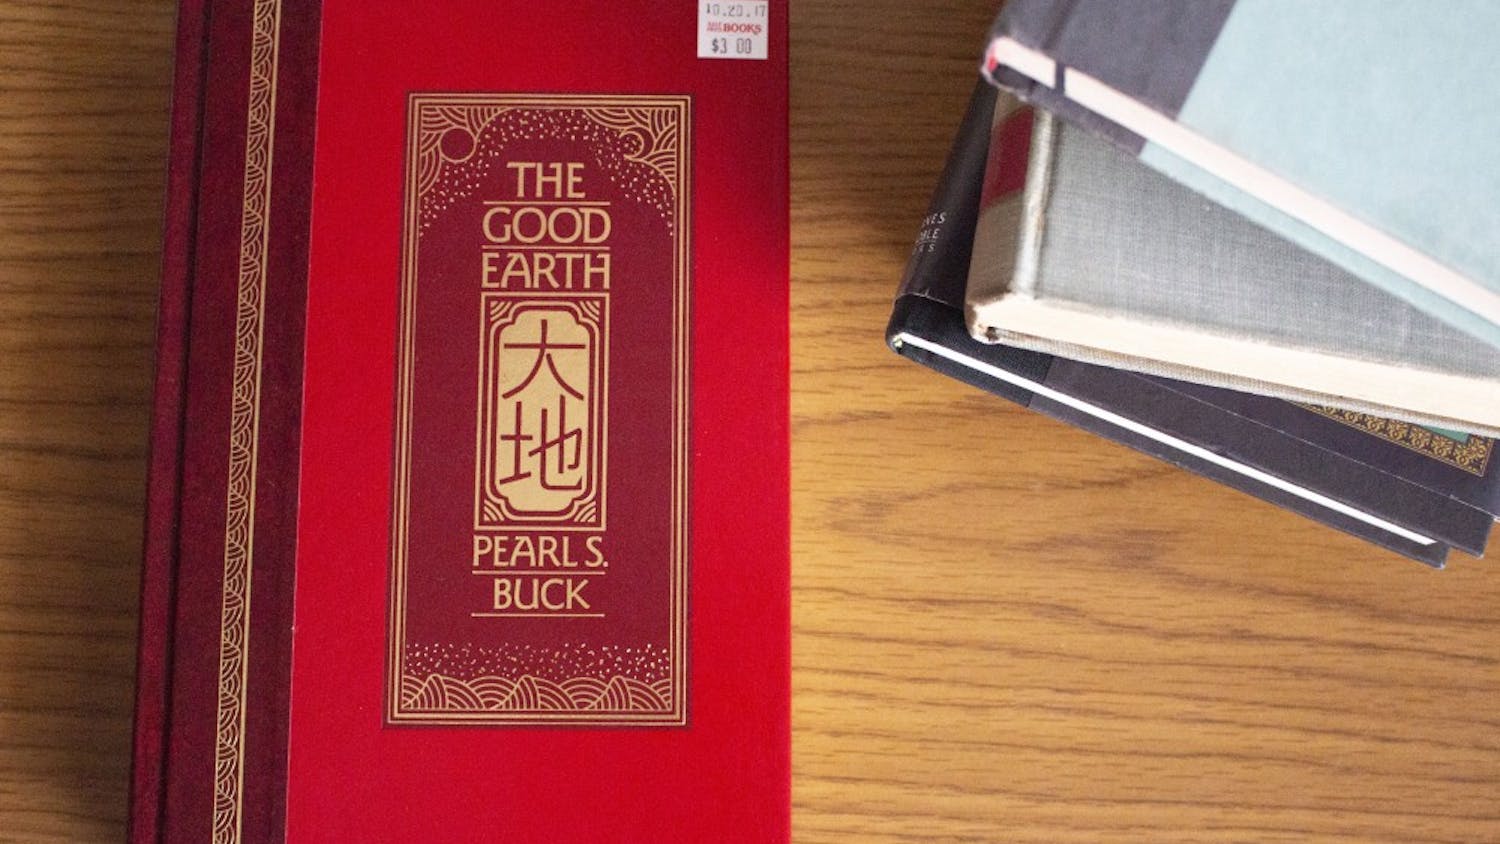 10.20.17
BOOKS
$3 00
THE
GOOD
EARTH
大
地
PEARL S.
BUCK